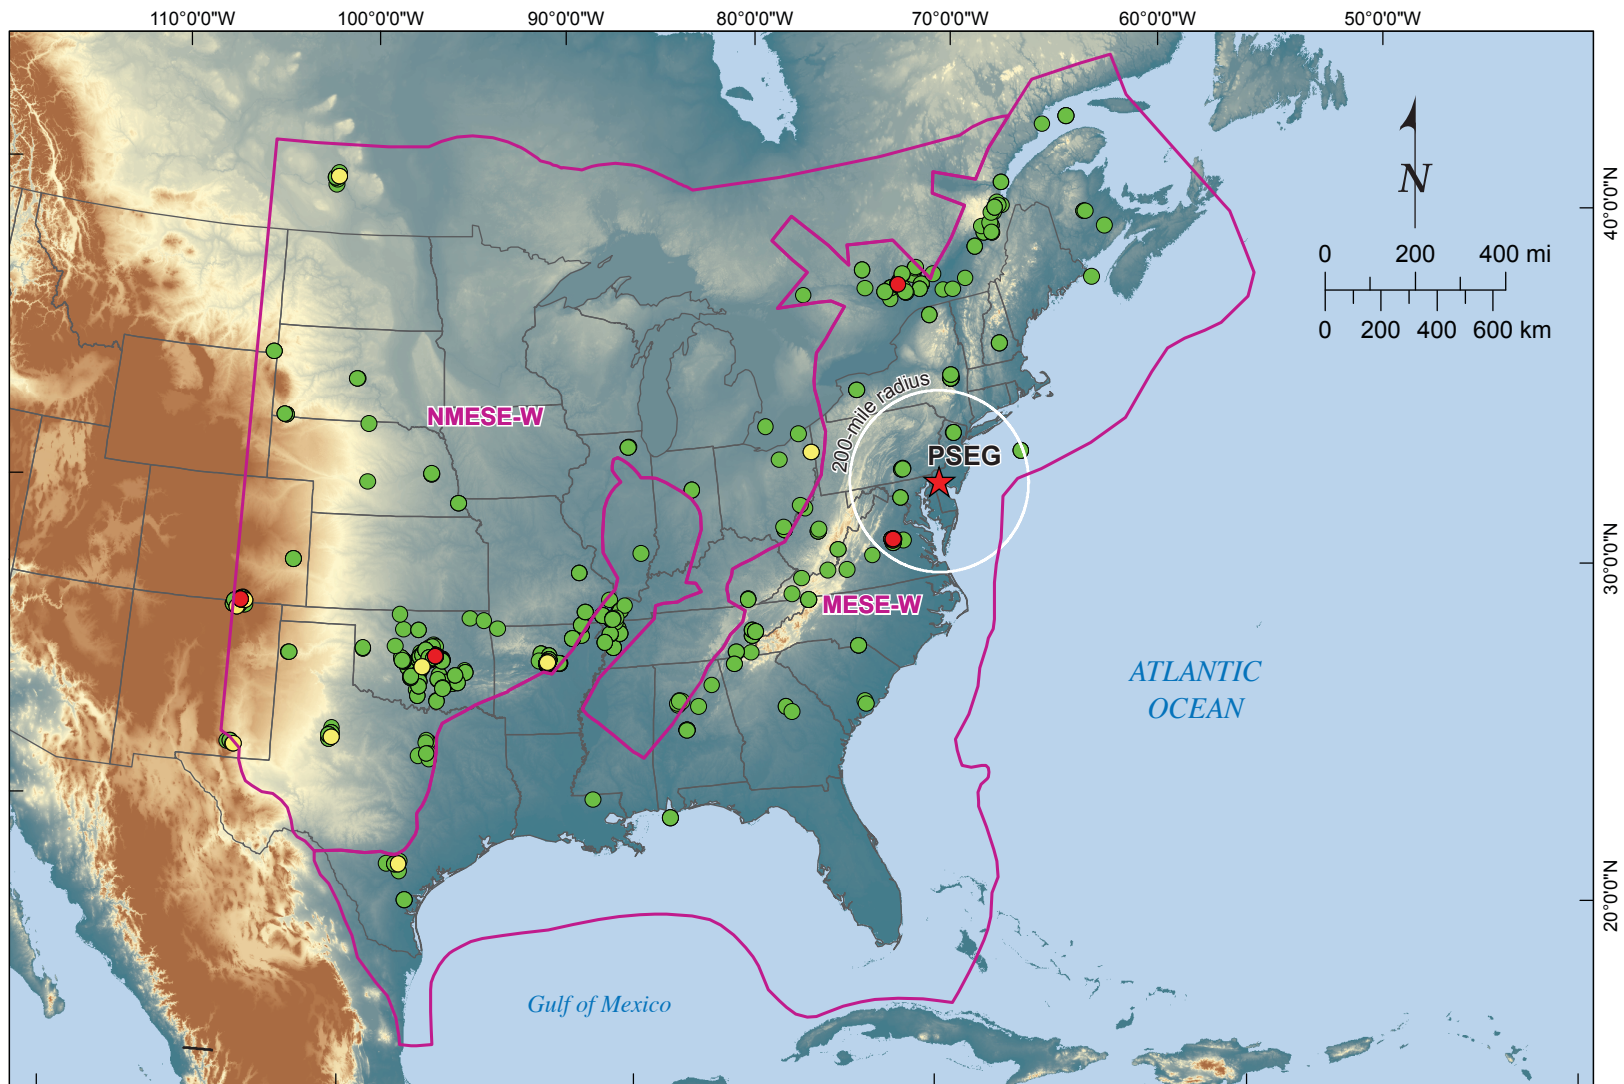 110°0'0"W 100°0'0"W 90°0'0"W 80°0'0"W 70°0'0"W 60°0'0"W 50°0'0"W
N
40°0'0"N
0 200 400 mi
0 200 400 600 km
200-mile radius
NMESE-W
PSEG
30°0'0"N
MESE-W
ATLANTIC
OCEAN
20°0'0"N
Gulf of Mexico